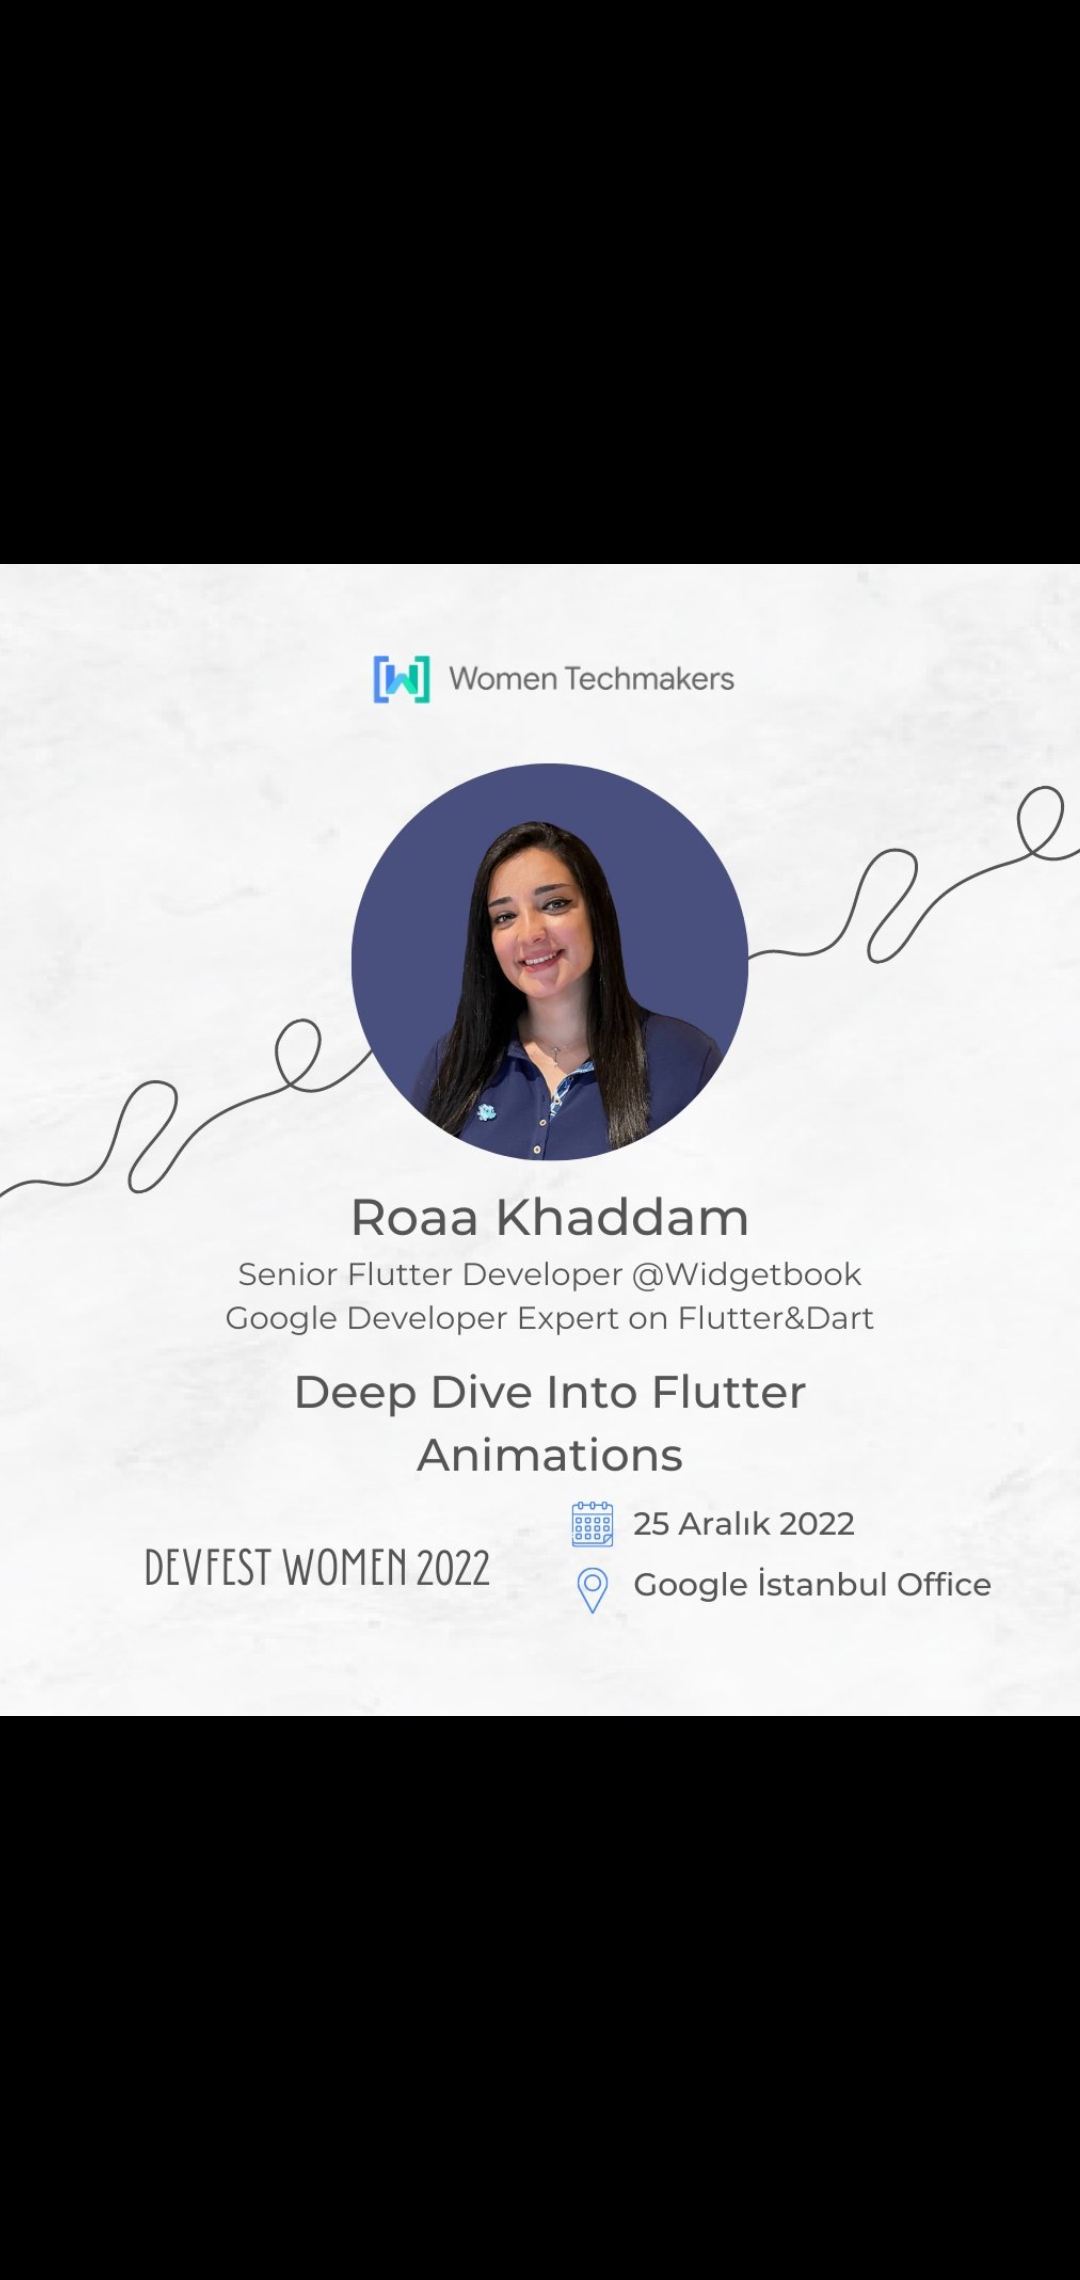 Women Techmakers
Roaa Khaddam
Senior Flutter Developer @Widgetbook
Google Developer Expert on Flutter&Dart
Deep Dive Into Flutter
Animations
25 Aralık 2022
DEVFEST WOMEN 2022
Google İstanbul Office